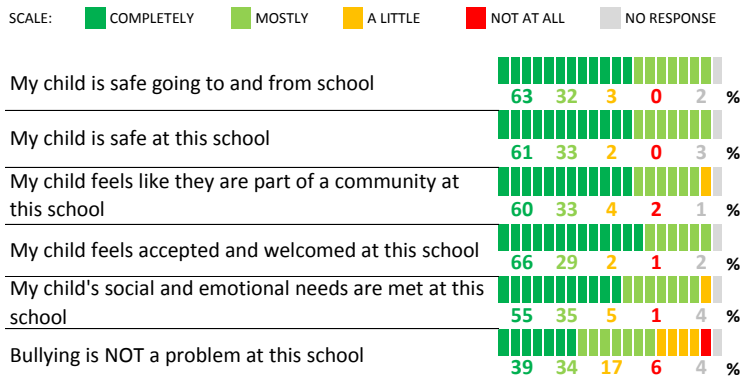 SCALE: COMPLETELY MOSTLY A LITTLE NOT AT ALL NO RESPONSE
My child is safe going to and from school
63 32 3 0 2 %
My child is safe at this school
61 33 2 0 3 %
My child feels like they are part of a community at
this school
60 33 4 2 1 %
My child feels accepted and welcomed at this school
66 29 2 1 2 %
My child's social and emotional needs are met at this
school
55 35 5 1 4 %
Bullying is NOT a problem at this school
39 34 17 6 4 %